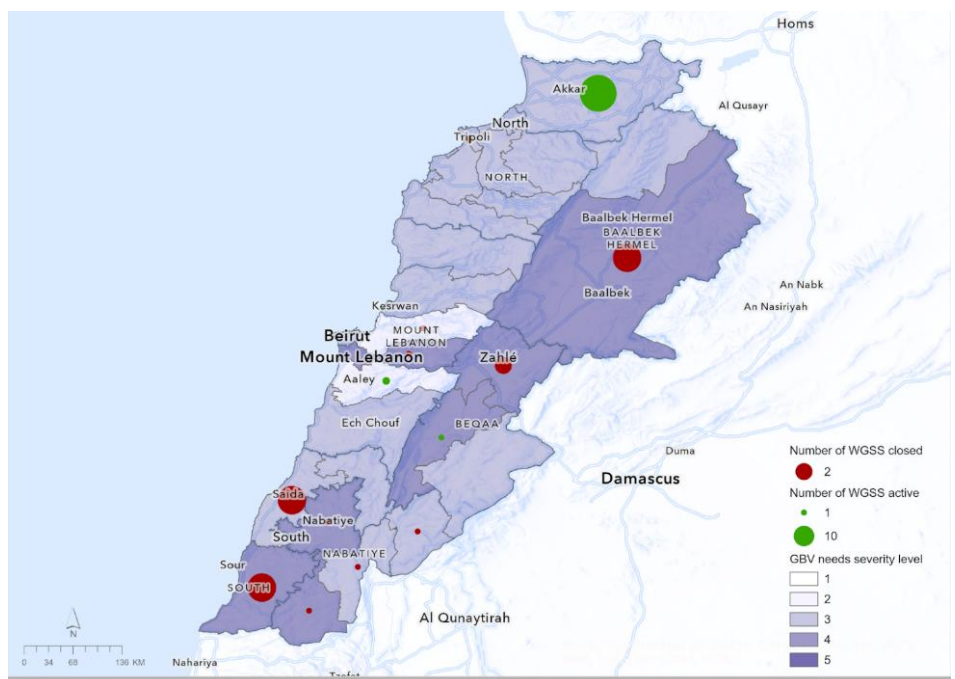 Homs
Akkar
Al Qusayr
North
Tripoli
NORTH
Baalbek Hermel
BAALBEK
HERMEL
An Nabk
Baalbek
An Nasiriyah
Kesrwan
MOUNT
LEBANON
Beirut
Mount Lebanon
Zahlé
Aaley
Ech Chouf
BEQAA
Duma
Damascus
Saida
Nabatiye
South
NABATIYE
Sour
SOUTH
Al Qunaytirah
Nahariya
Tzefat
N
0 34 68 136 KM
Number of WGSS closed
2
Number of WGSS active
1
10
GBV needs severity level
1
2
3
4
5